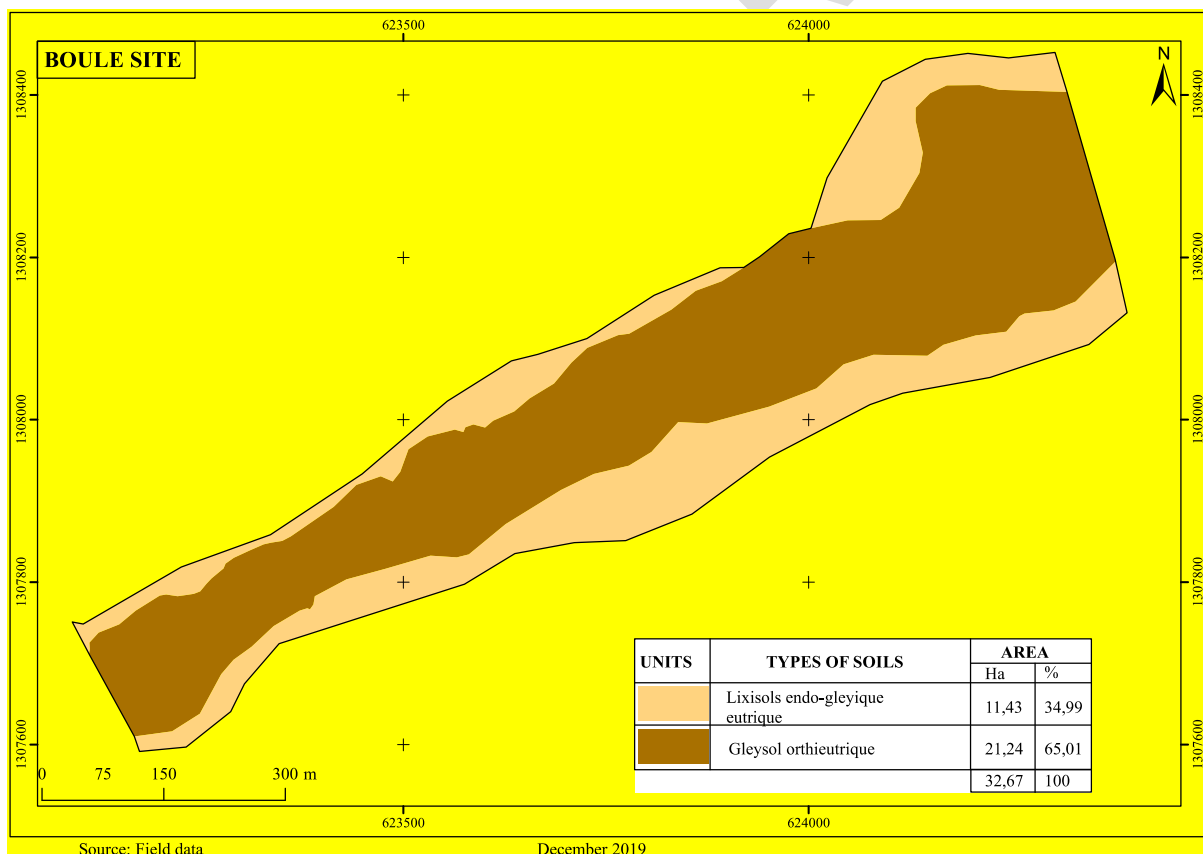 623500 624000
BOULE SITE
N
1308400 1308400
1308200 1308200
1308000 1308000
1307800 1307800
1307600 1307600
UNITS TYPES OF SOILS AREA
Ha %
Lixisols endo-gleyique
eutrique
11,43 34,99
Gleysol orthieutrique 21,24 65,01
32,67 100
0 75 150 300 m
623500 624000
Source: Field data December 2019